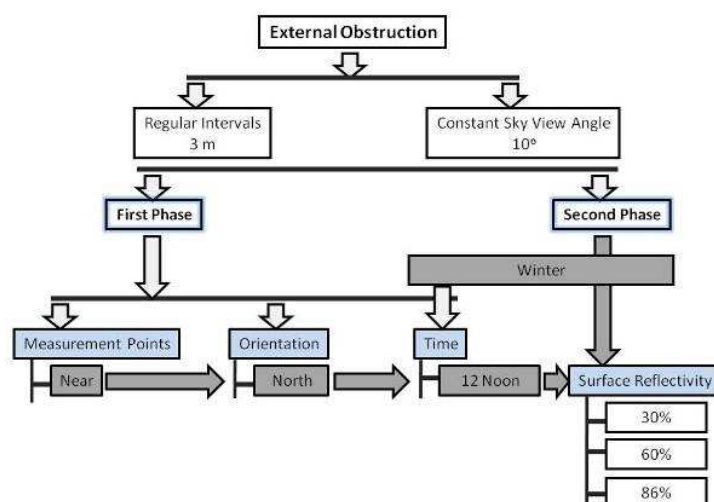 External Obstruction
Regular Intervals
3 m
Constant Sky View Angle
10°
First Phase
Second Phase
Winter
Measurement Points
Orientation
Time
Near
North
12 Noon
Surface Reflectivity
30%
60%
86%